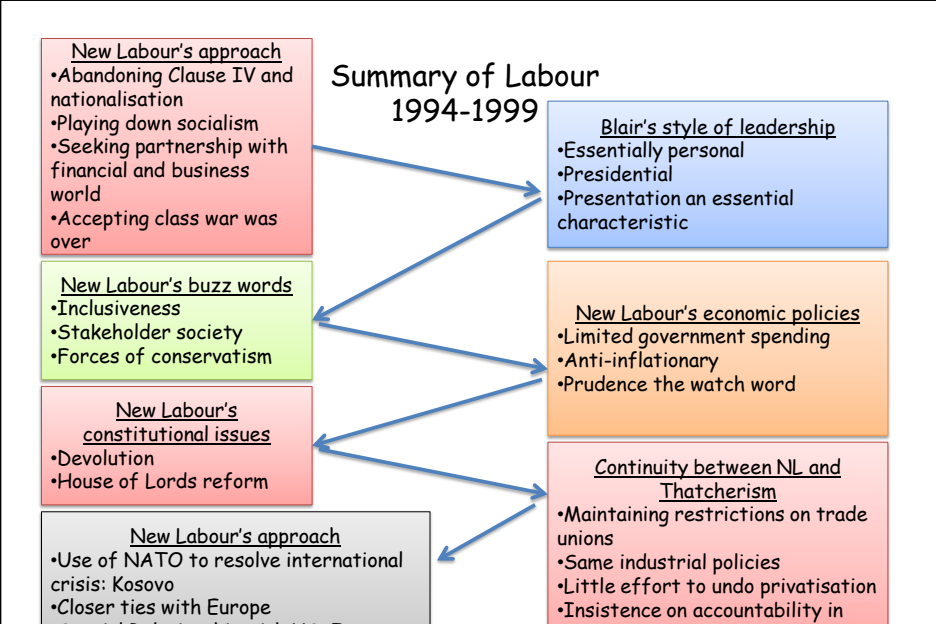 Summary of Labour
1994-1999
New Labour's approach
•Abandoning Clause IV and
nationalisation
•Playing down socialism
•Seeking partnership with
financial and business
world
•Accepting class war was
over
Blair's style of leadership
•Essentially personal
•Presidential
•Presentation an essential
characteristic
New Labour's buzz words
•Inclusiveness
•Stakeholder society
•Forces of conservatism
New Labour's economic policies
•Limited government spending
•Anti-inflationary
•Prudence the watch word
New Labour's
constitutional issues
•Devolution
•House of Lords reform
Continuity between NL and
Thatcherism
•Maintaining restrictions on trade
unions
•Same industrial policies
•Little effort to undo privatisation
•Insistence on accountability in
New Labour's approach
•Use of NATO to resolve international
crisis: Kosovo
•Closer ties with Europe